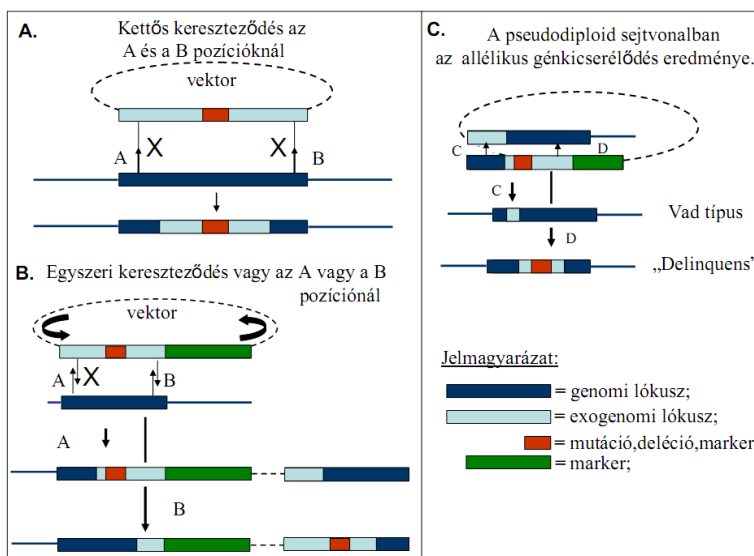 A.
Kettős kereszteződés az
A és a B pozícióknál
vektor
A X X B
B. Egyszeri kereszteződés vagy az A vagy a B
pozíciónál
vektor
A X B
A
B
C.
A pseudodiploid sejtvonalban
az allélikus génkicserélődés eredménye.
C D
C
Vad típus
D
„Delinquens”
Jelmagyarázat:
= genomi lókusz;
= exogenomi lókusz;
= mutáció,deléció,marker
= marker;